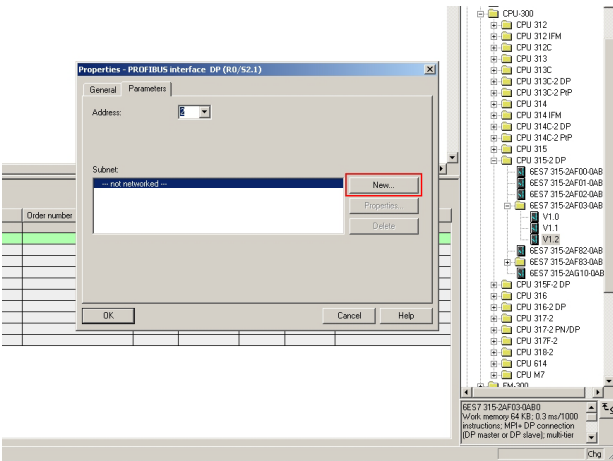 Properties - PROFIBUS interface DP (R0/S2.1)
General
Parameters
Address:
2
Subnet:
--- not networked ---
New...
Properties...
Delete
OK
Cancel
Help
Order number
CPU-300
CPU 312
CPU 312 IFM
CPU 312C
CPU 313
CPU 313C
CPU 313C-2 DP
CPU 313C-2 PtP
CPU 314
CPU 314 IFM
CPU 314C-2 DP
CPU 314C-2 PtP
CPU 315
CPU 315-2 DP
6ES7 315-2AF00-0AB
6ES7 315-2AF01-0AB
6ES7 315-2AF02-0AB
6ES7 315-2AF03-0AB
V1.0
V1.1
V1.2
6ES7 315-2AF82-0AB
6ES7 315-2AF83-0AB
6ES7 315-2AG10-0AB
CPU 315F-2 DP
CPU 316
CPU 316-2 DP
CPU 317-2
CPU 317-2 PN/DP
CPU 317F-2
CPU 318-2
CPU 614
CPU M7
FM-300
6ES7 315-2AF03-0AB0
Work memory 64 KB; 0.3 ms/1000
instructions; MPI+ DP connection
(DP master or DP slave); multi-tier
Chg